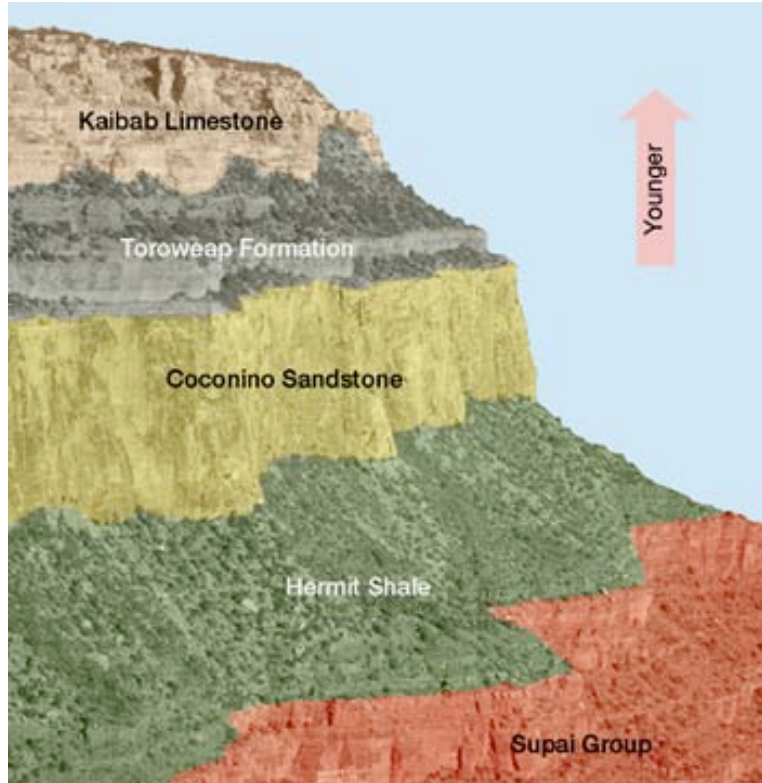 Kaibab Limestone
Younger
Toroweap Formation
Coconino Sandstone
Hermit Shale
Supai Group